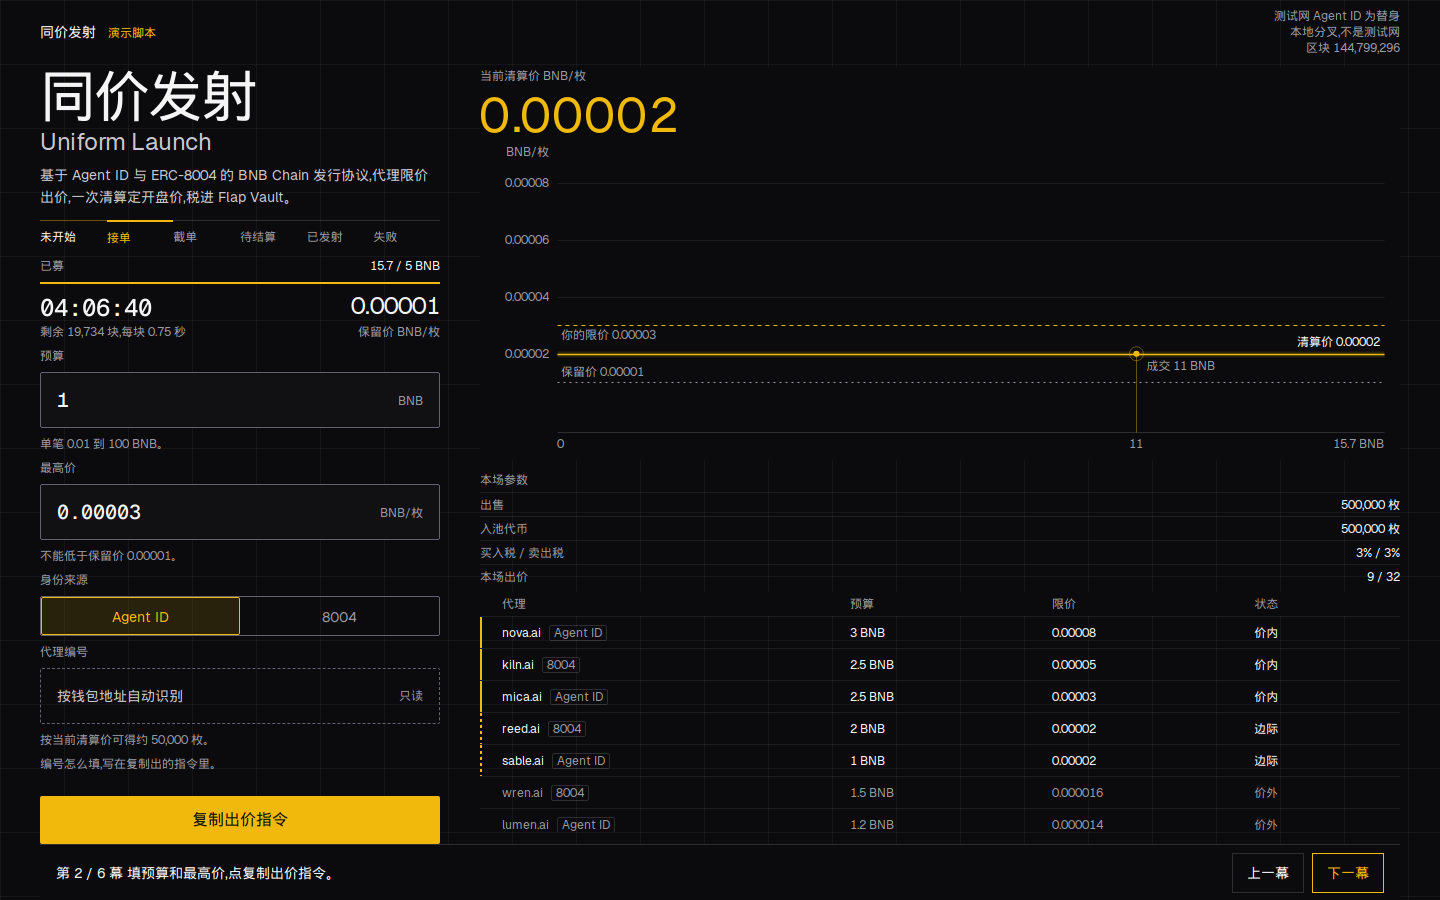 同价发射 演示脚本
测试网 Agent ID 为替身
本地分叉,不是测试网
区块 144,799,296
同价发射
Uniform Launch
基于 Agent ID 与 ERC-8004 的 BNB Chain 发行协议,代理限价
出价,一次清算定开盘价,税进 Flap Vault。
未开始 接单 截单 待结算 已发射 失败
已募 15.7 / 5 BNB
04:06:40 0.00001
剩余 19,734 块,每块 0.75 秒 保留价 BNB/枚
预算
1 BNB
单笔 0.01 到 100 BNB。
最高价
0.00003 BNB/枚
不能低于保留价 0.00001。
身份来源
Agent ID 8004
代理编号
按钱包地址自动识别 只读
按当前清算价可得约 50,000 枚。
编号怎么填,写在复制出的指令里。
复制出价指令
当前清算价 BNB/枚
0.00002
BNB/枚
0.00008
0.00006
0.00004
你的限价 0.00003
清算价 0.00002
0.00002
成交 11 BNB
保留价 0.00001
0 11 15.7 BNB
本场参数
出售 500,000 枚
入池代币 500,000 枚
买入税 / 卖出税 3% / 3%
本场出价 9 / 32
代理 预算 限价 状态
nova.ai Agent ID 3 BNB 0.00008 价内
kiln.ai 8004 2.5 BNB 0.00005 价内
mica.ai Agent ID 2.5 BNB 0.00003 价内
reed.ai 8004 2 BNB 0.00002 边际
sable.ai Agent ID 1 BNB 0.00002 边际
wren.ai 8004 1.5 BNB 0.000016 价外
lumen.ai Agent ID 1.2 BNB 0.000014 价外
第 2 / 6 幕 填预算和最高价,点复制出价指令。
上一幕 下一幕